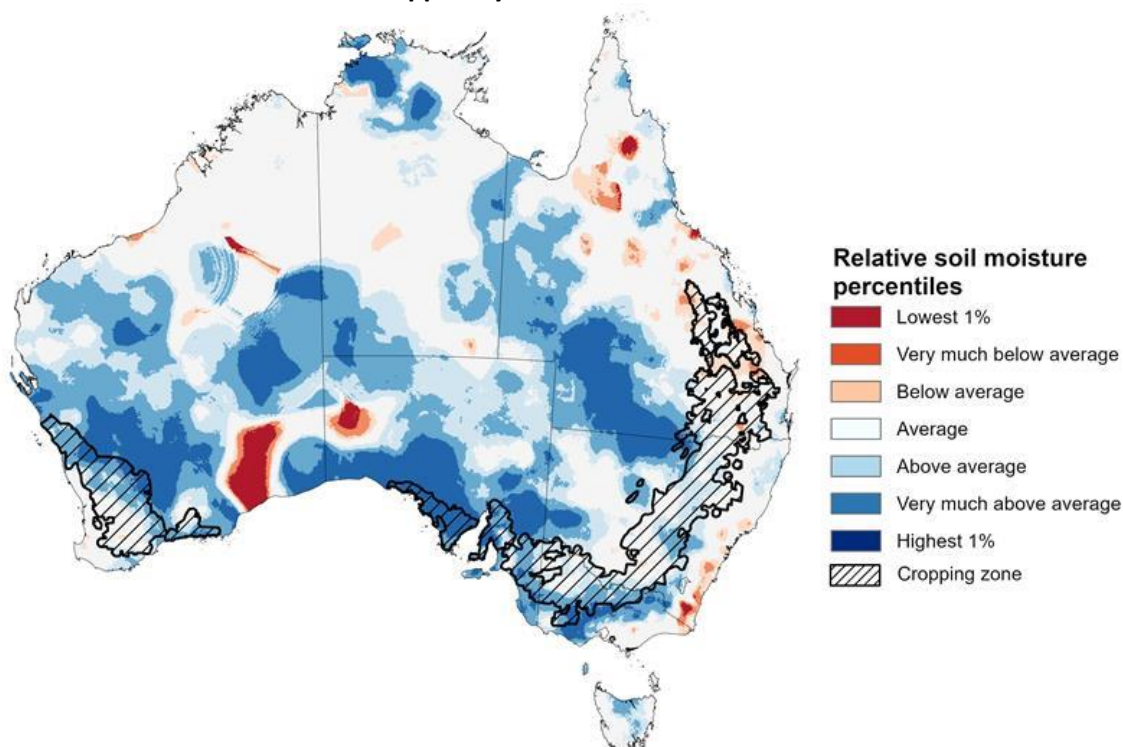 Relative soil moisture
percentiles
Lowest 1%
Very much below average
Below average
Average
Above average
Very much above average
Highest 1%
Cropping zone